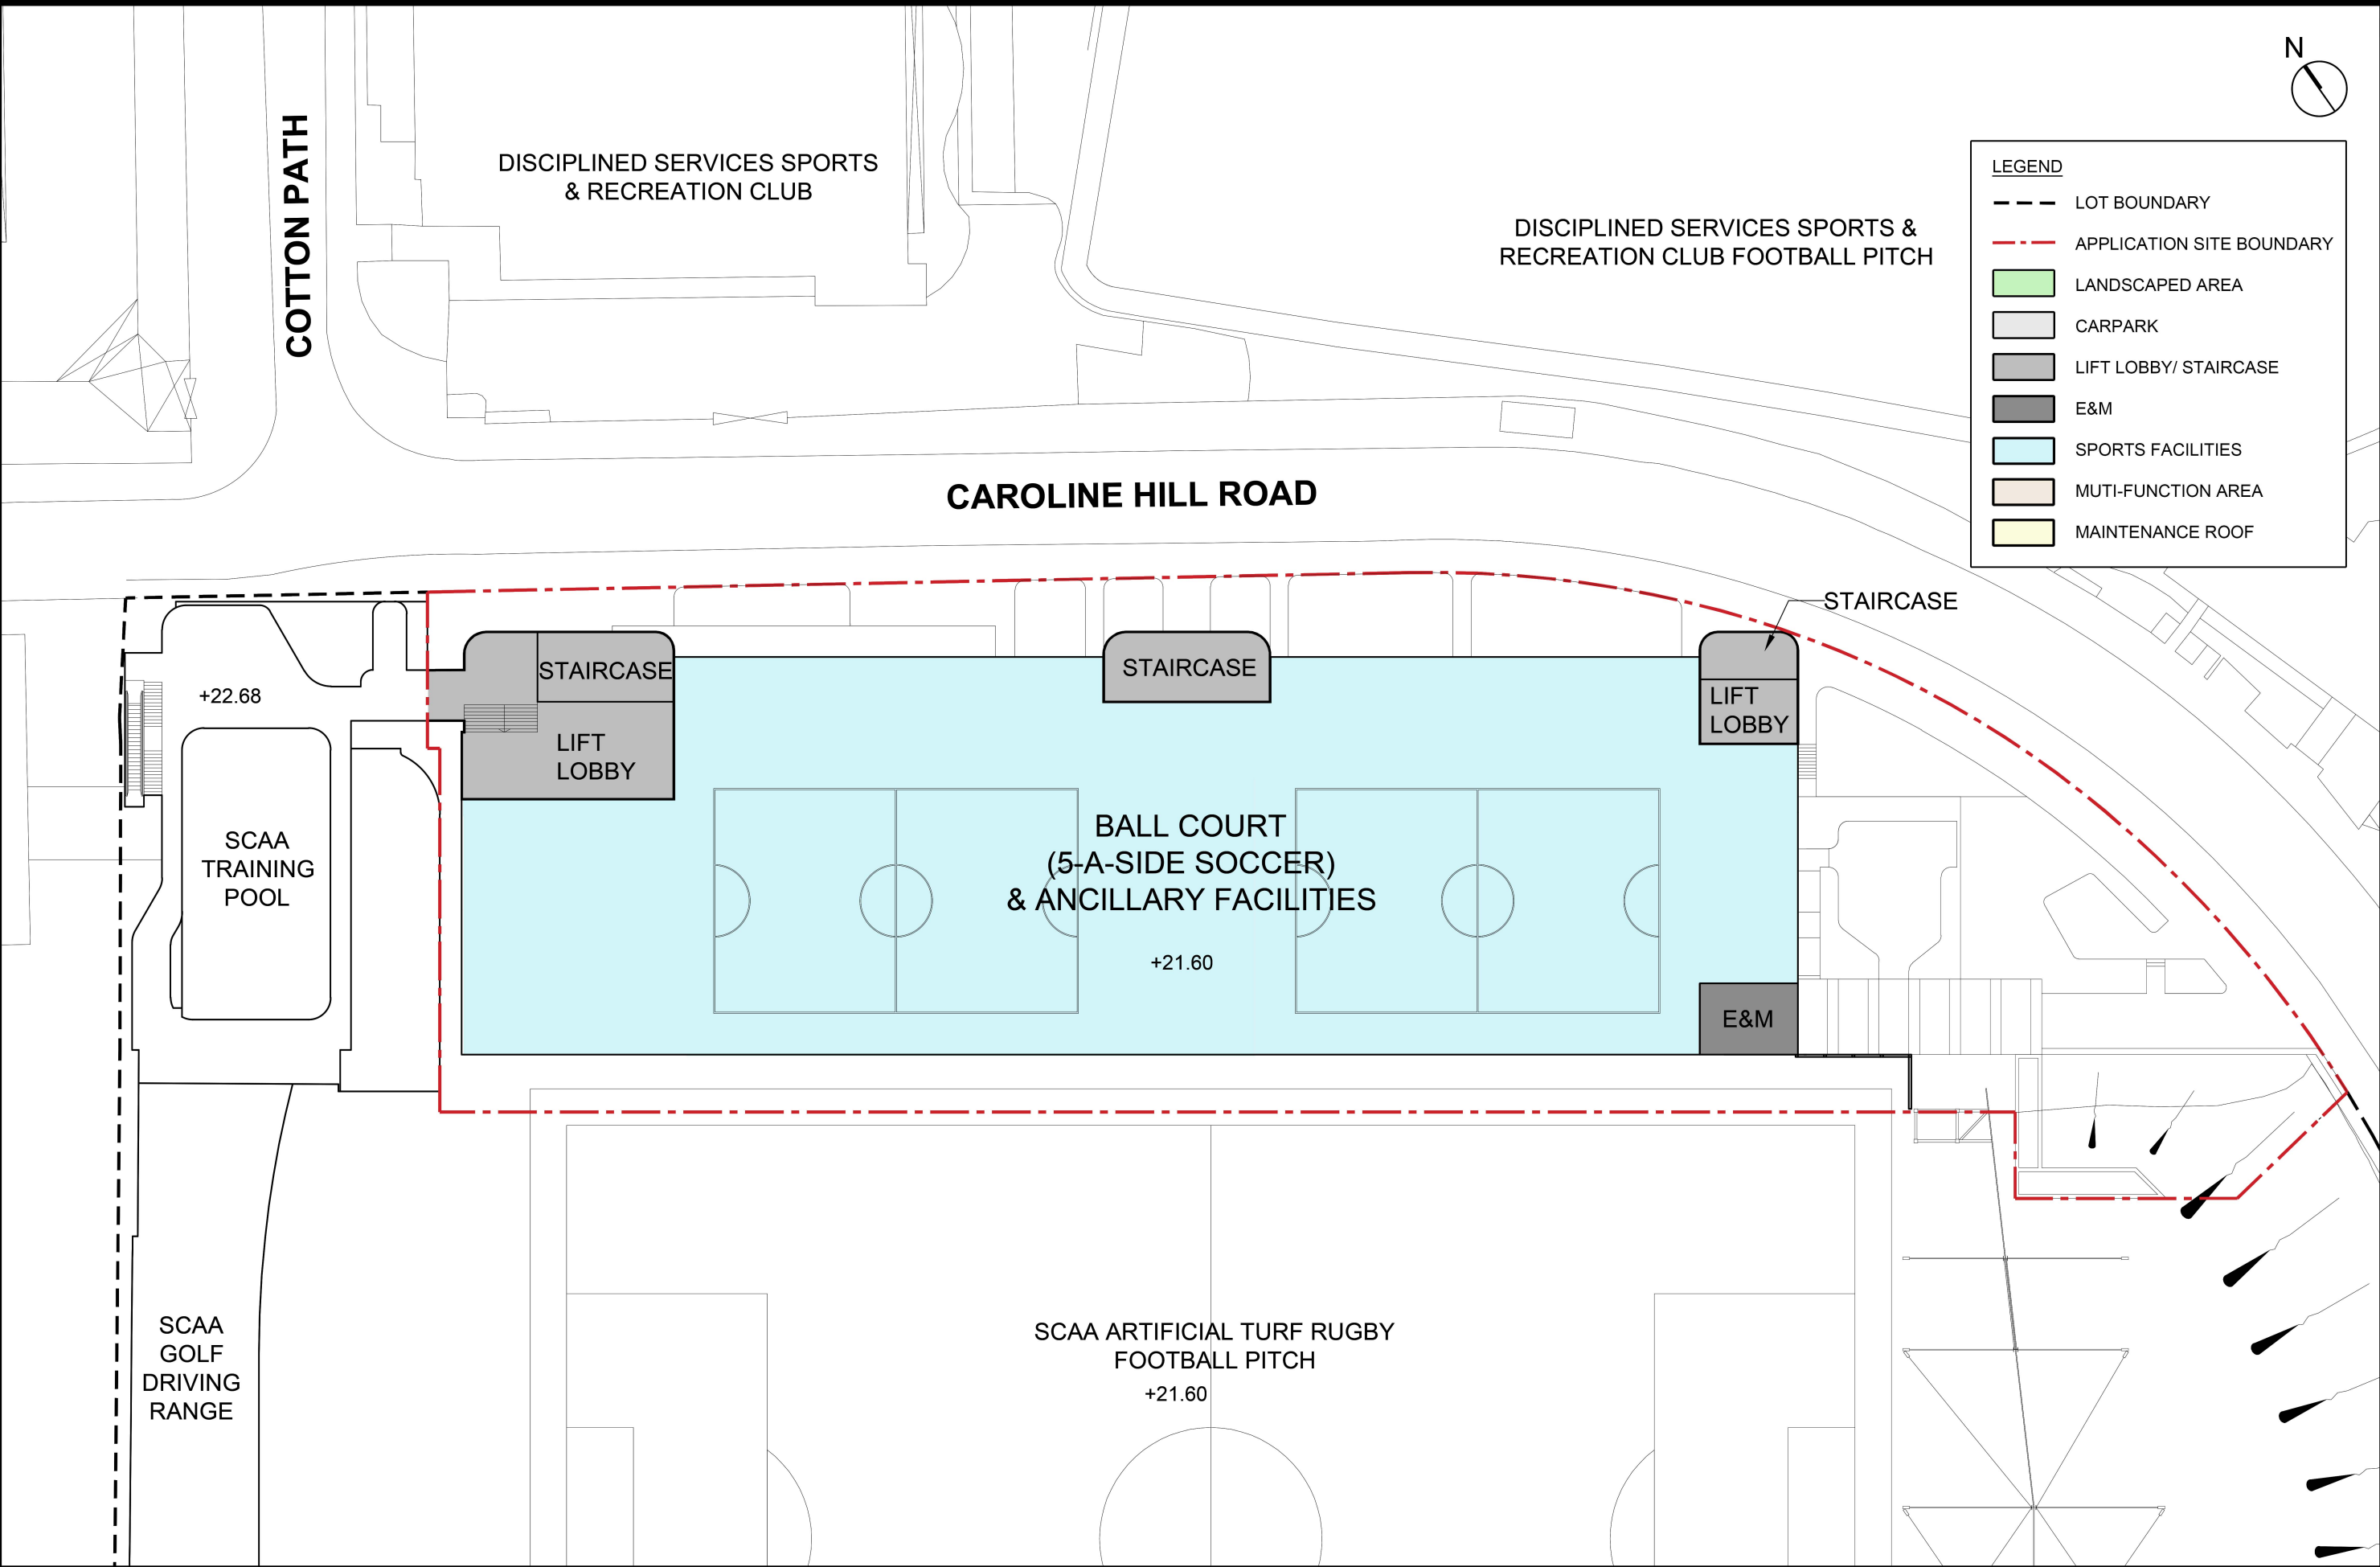 N
COTTON PATH
DISCIPLINED SERVICES SPORTS
& RECREATION CLUB
DISCIPLINED SERVICES SPORTS &
RECREATION CLUB FOOTBALL PITCH
LEGEND
LOT BOUNDARY
APPLICATION SITE BOUNDARY
LANDSCAPED AREA
CARPARK
LIFT LOBBY/ STAIRCASE
E&M
SPORTS FACILITIES
MUTI-FUNCTION AREA
MAINTENANCE ROOF
CAROLINE HILL ROAD
STAIRCASE
STAIRCASE
STAIRCASE
+22.68
LIFT
LOBBY
LIFT
LOBBY
SCAA
TRAINING
POOL
BALL COURT
(5-A-SIDE SOCCER)
& ANCILLARY FACILITIES
+21.60
E&M
SCAA
GOLF
DRIVING
RANGE
SCAA ARTIFICIAL TURF RUGBY
FOOTBALL PITCH
+21.60